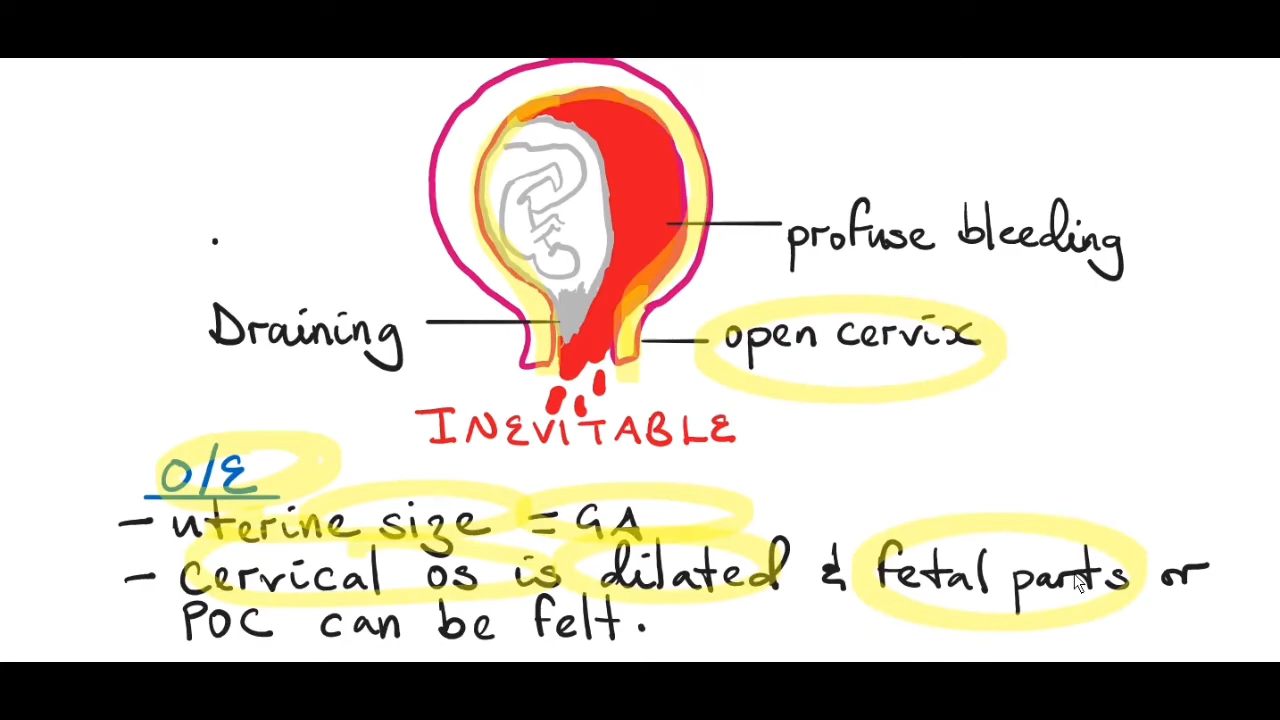 profuse bleeding
Draining
open cervix
INEVITABLE
O/E
- uterine size = GA
- cervical os is dilated & fetal parts or
POC can be felt.